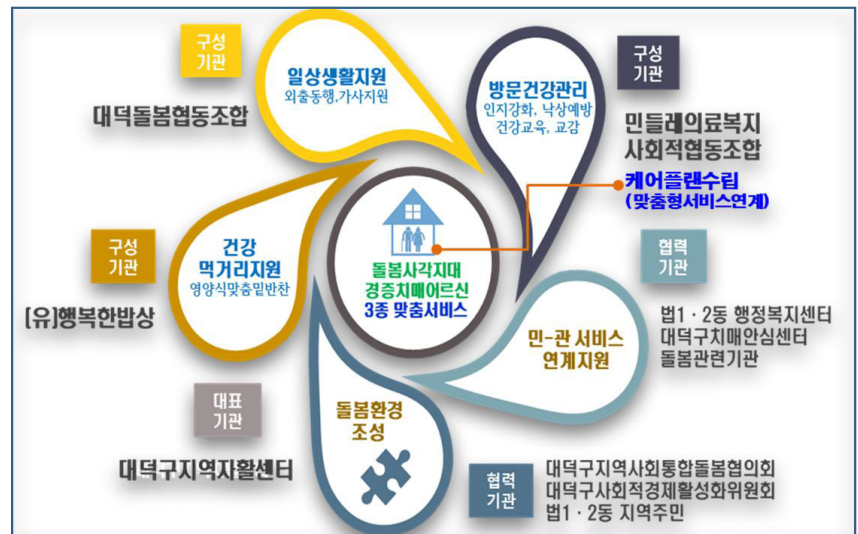 구성
기관
대덕돌봄협동조합
일상생활지원
외출동행,가사지원
방문건강관리
인지강화, 낙상예방
건강교육, 교감
구성
기관
민들레의료복지
사회적협동조합
케어플랜수립
(맞춤형서비스연계)
구성
기관
(유)행복한밥상
건강
먹거리지원
영양식맞춤밑반찬
돌봄사각지대
경증치매어르신
3종 맞춤서비스
민-관 서비스
연계지원
협력
기관
법1·2동 행정복지센터
대덕구치매안심센터
돌봄관련기관
대표
기관
대덕구지역자활센터
돌봄환경
조성
협력
기관
대덕구지역사회통합돌봄협의회
대덕구사회적경제활성화위원회
법1·2동 지역주민